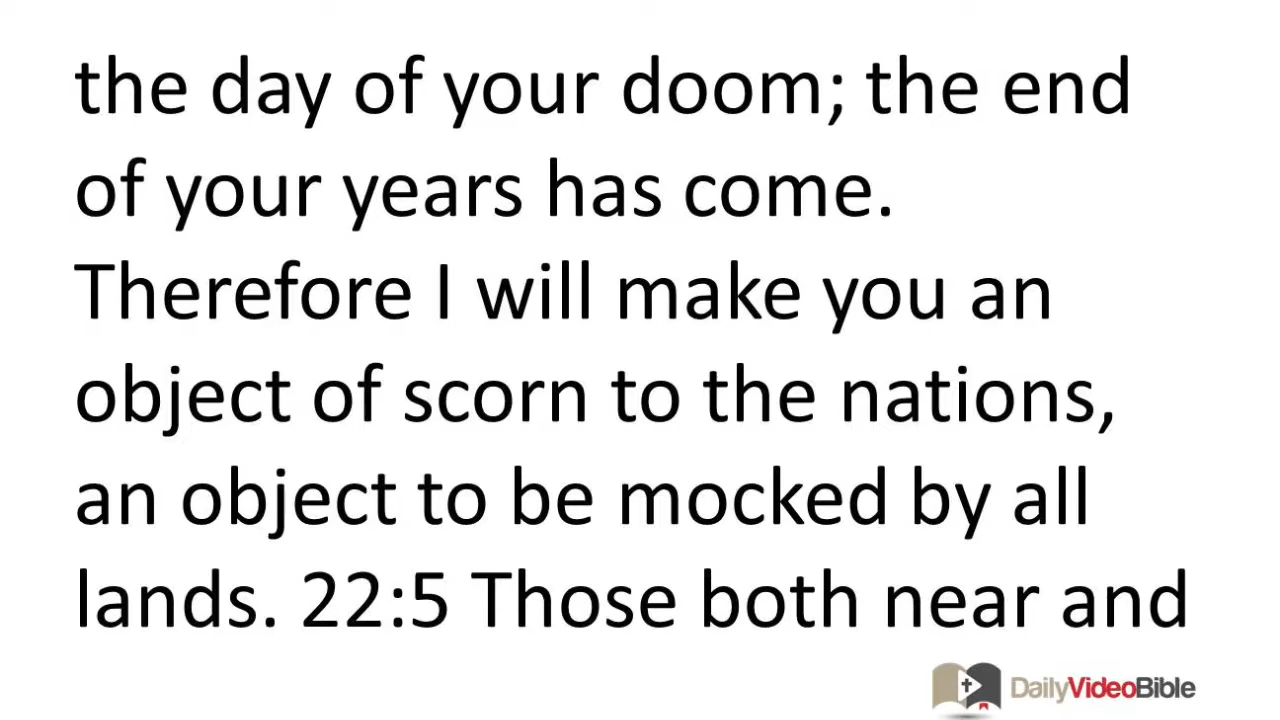 the day of your doom; the end
of your years has come.
Therefore I will make you an
object of scorn to the nations,
an object to be mocked by all
lands. 22:5 Those both near and
DailyVideoBible